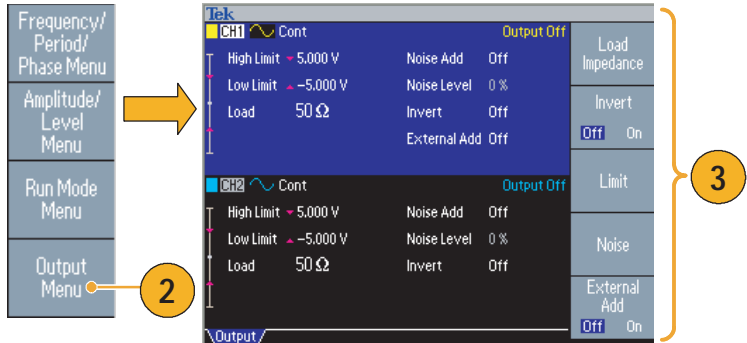 Frequency/
Period/
Phase Menu
Amplitude/
Level
Menu
Run Mode
Menu
Output
Menu
2
Tek
CH1 Cont Output Off
High Limit 5.000 V Noise Add Off
Low Limit −5.000 V Noise Level 0 %
Load 50 Ω Invert Off
External Add Off
CH2 Cont Output Off
High Limit 5.000 V Noise Add Off
Low Limit −5.000 V Noise Level 0 %
Load 50 Ω Invert Off
Output
Load
Impedance
Invert
Off On
Limit
Noise
External
Add
Off On
3